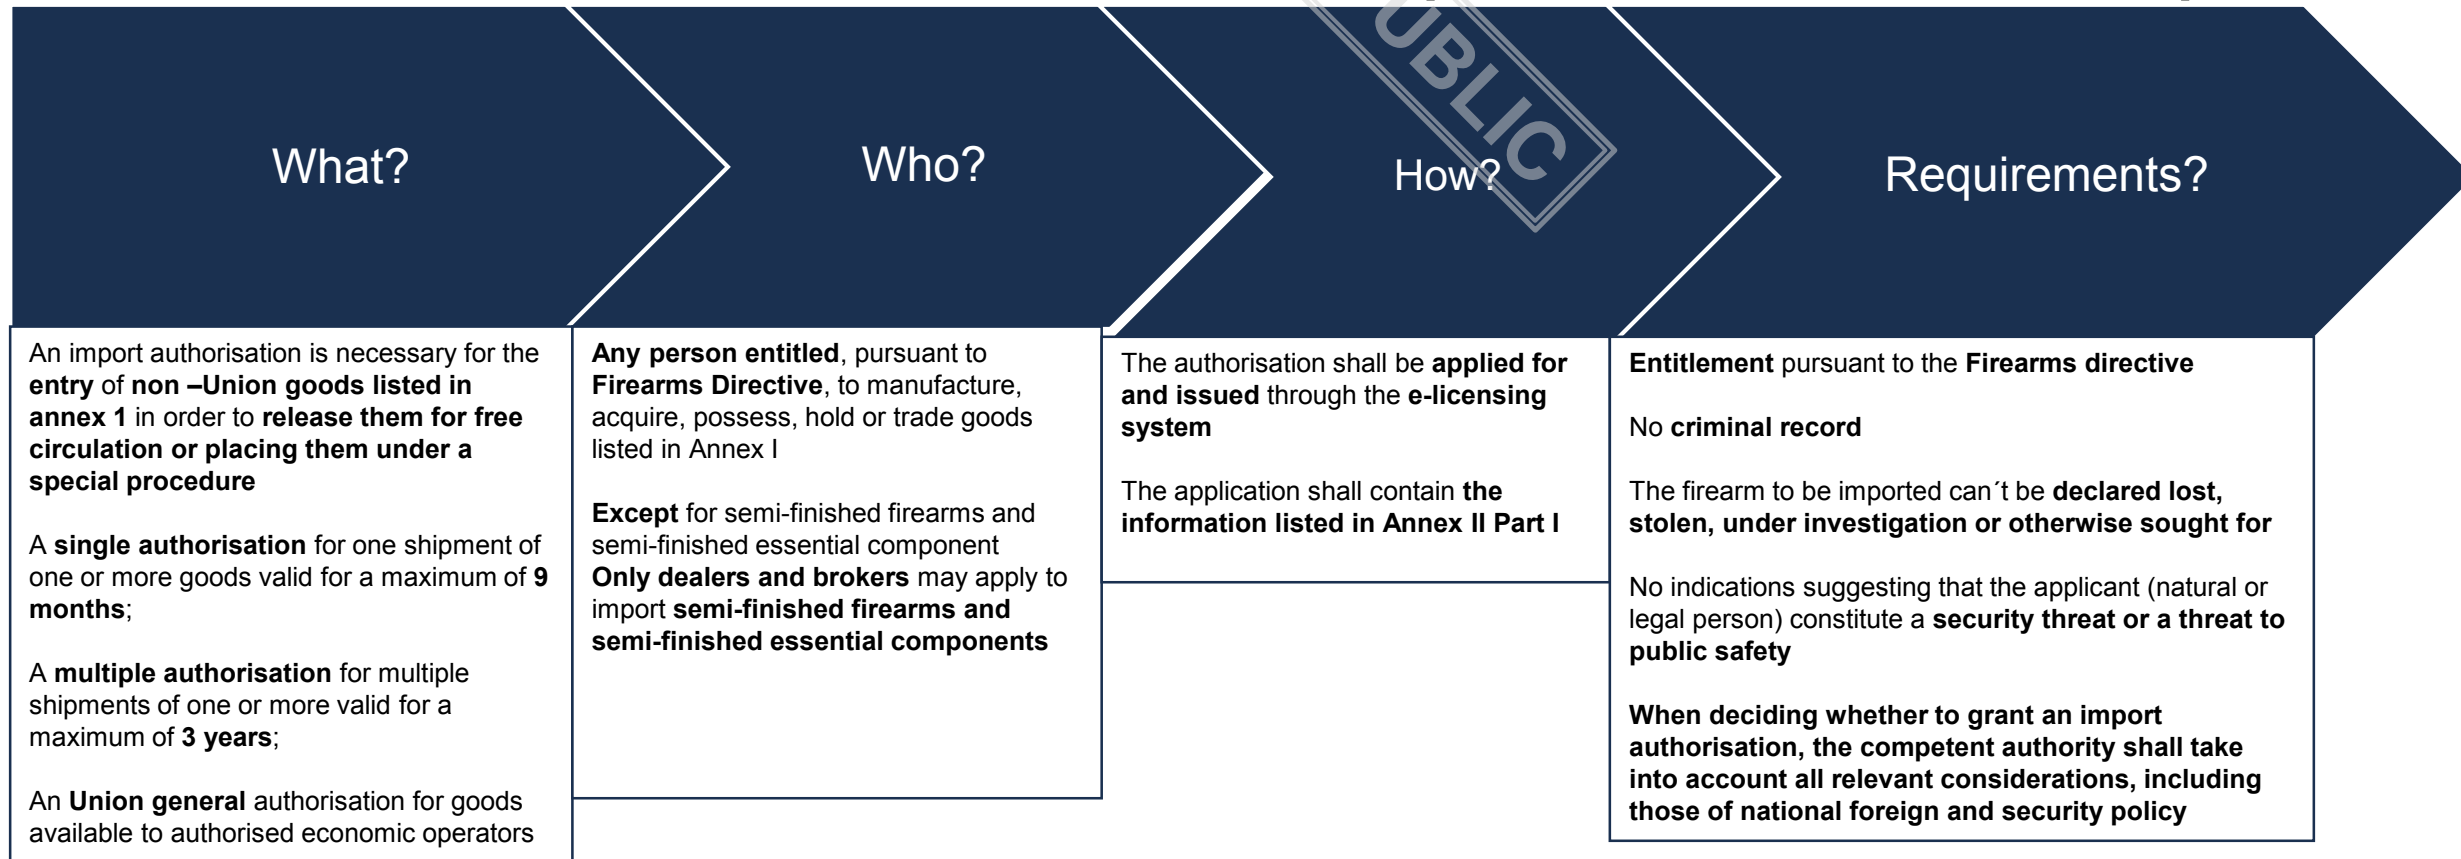 What?
An import authorisation is necessary for the
entry of non –Union goods listed in
annex 1 in order to release them for free
circulation or placing them under a
special procedure
A single authorisation for one shipment of
one or more goods valid for a maximum of 9
months;
A multiple authorisation for multiple
shipments of one or more valid for a
maximum of 3 years;
An Union general authorisation for goods
available to authorised economic operators
Who?
Any person entitled, pursuant to
Firearms Directive, to manufacture,
acquire, possess, hold or trade goods
listed in Annex I
Except for semi-finished firearms and
semi-finished essential component
Only dealers and brokers may apply to
import semi-finished firearms and
semi-finished essential components
How?
UBLIC
The authorisation shall be applied for
and issued through the e-licensing
system
The application shall contain the
information listed in Annex II Part I
Requirements?
Entitlement pursuant to the Firearms directive
No criminal record
The firearm to be imported can´t be declared lost,
stolen, under investigation or otherwise sought for
No indications suggesting that the applicant (natural or
legal person) constitute a security threat or a threat to
public safety
When deciding whether to grant an import
authorisation, the competent authority shall take
into account all relevant considerations, including
those of national foreign and security policy